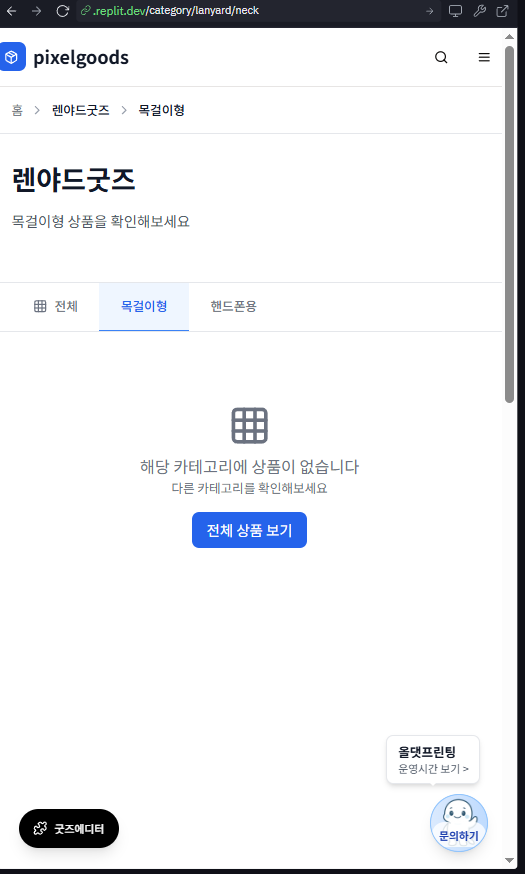 .replit.dev/category/lanyard/neck
pixelgoods
홈 > 렌야드굿즈 > 목걸이형
렌야드굿즈
목걸이형 상품을 확인해보세요
전체 목걸이형 핸드폰용
해당 카테고리에 상품이 없습니다
다른 카테고리를 확인해보세요
전체 상품 보기
올댓프린팅
운영시간 보기 >
굿즈에디터
문의하기